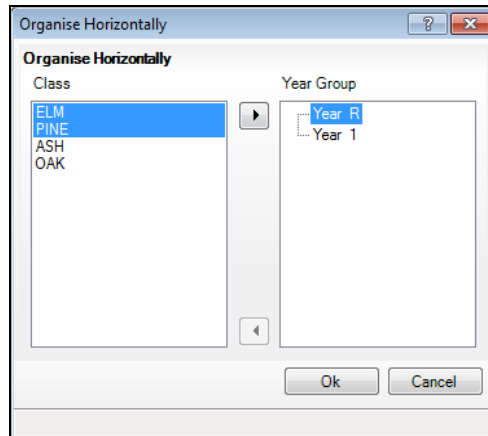 Organise Horizontally
?
Organise Horizontally
Class
Year Group
ELM
PINE
ASH
OAK
Year R
Year 1
Ok
Cancel